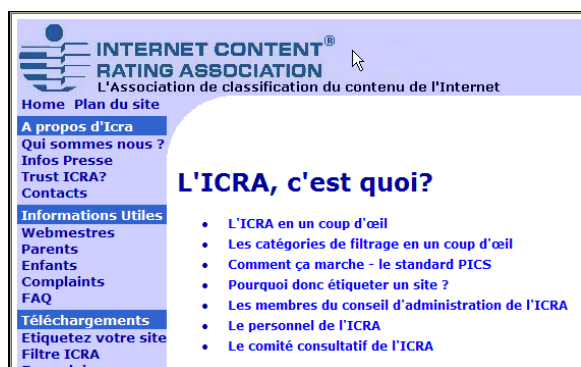 INTERNET CONTENT®
RATING ASSOCIATION
L'Association de classification du contenu de l'Internet
Home Plan du site
A propos d'Icra
Qui sommes nous ?
Infos Presse
Trust ICRA?
Contacts
Informations Utiles
Webmestres
Parents
Enfants
Complaints
FAQ
Téléchargements
Etiquetez votre site
Filtre ICRA
L'ICRA, c'est quoi?
• L'ICRA en un coup d'œil
• Les catégories de filtrage en un coup d'œil
• Comment ça marche - le standard PICS
• Pourquoi donc étiqueter un site ?
• Les membres du conseil d'administration de l'ICRA
• Le personnel de l'ICRA
• Le comité consultatif de l'ICRA